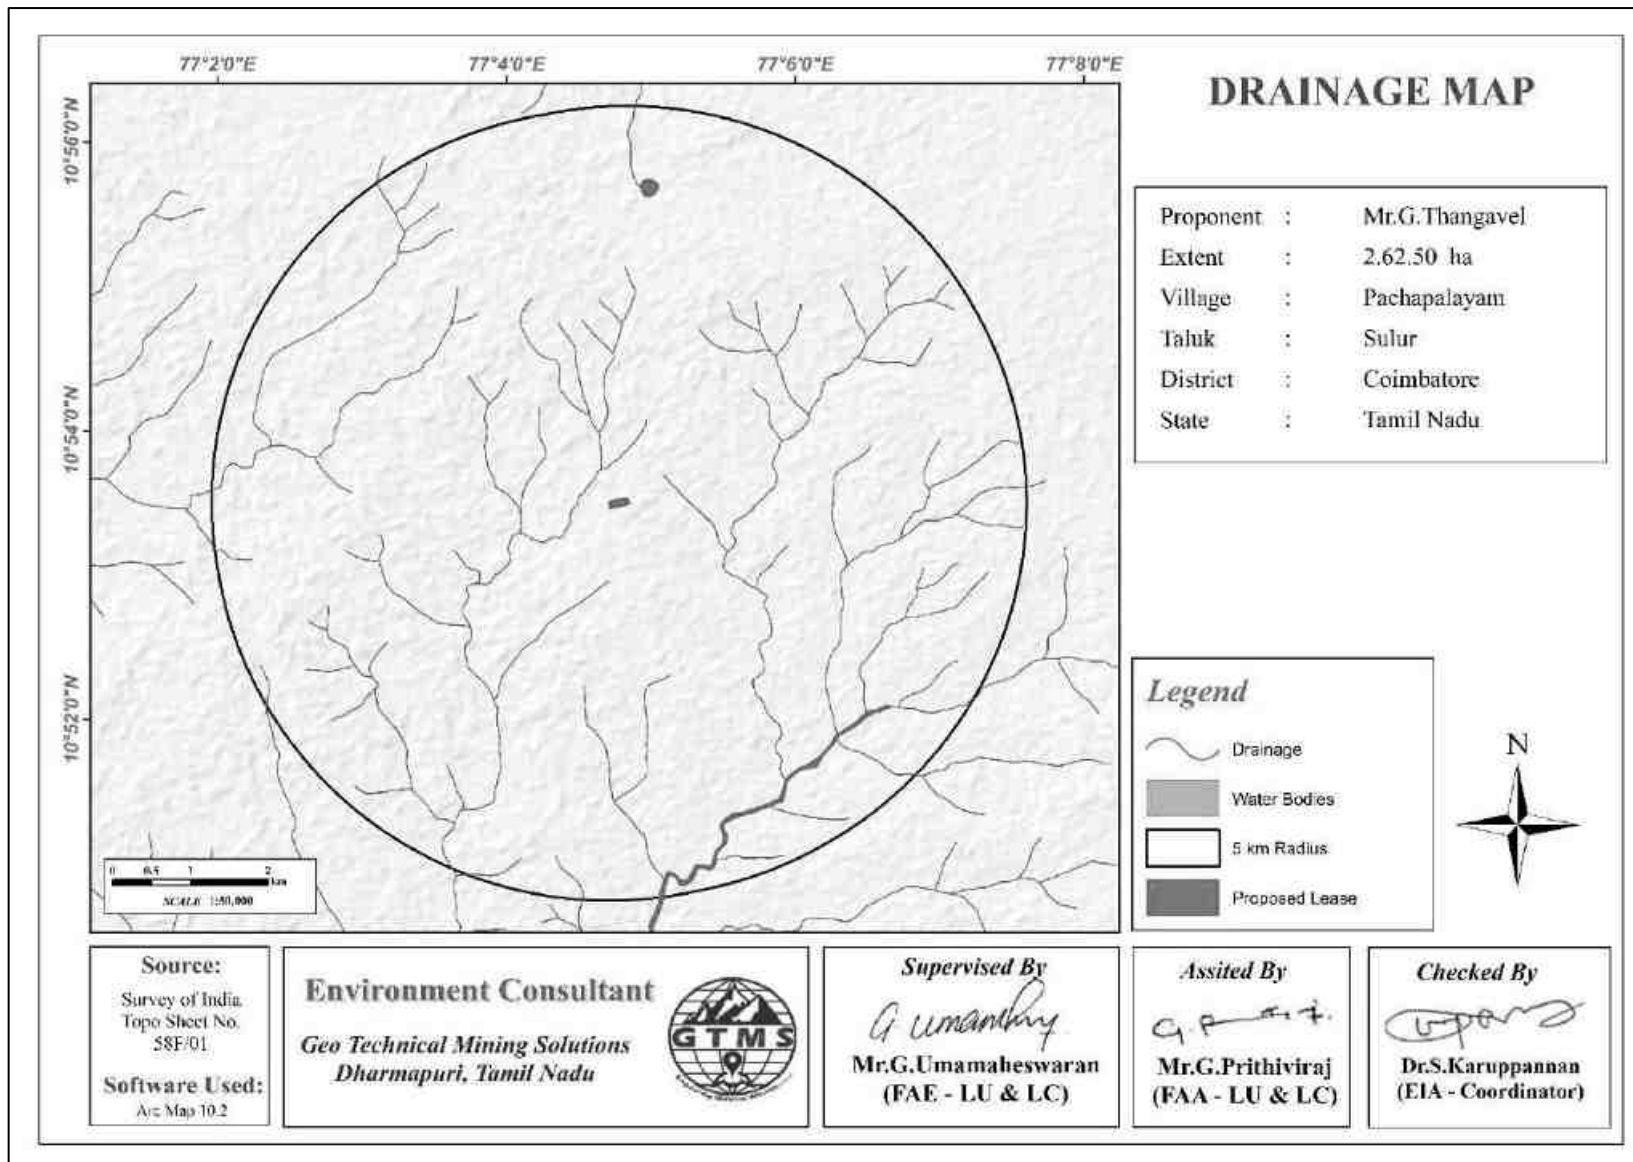 77°2'0"E 77°4'0"E 77°6'0"E 77°8'0"E
10°56'0"N
10°54'0"N
10°52'0"N
DRAINAGE MAP
Proponent : Mr.G.Thangavel
Extent : 2.62.50 ha
Village : Pachapalayam
Taluk : Sulur
District : Coimbatore
State : Tamil Nadu
Legend
Drainage
Water Bodies
5 km Radius
Proposed Lease
N
0 0.5 1 2
km
SCALE 1:50,000
Source:
Survey of India
Topo Sheet No.
58F/01
Software Used:
Arc Map 10.2
Environment Consultant
Geo Technical Mining Solutions
Dharmapuri, Tamil Nadu
GTMS
Supervised By
Mr.G.Umamaheswaran
(FAE - LU & LC)
Assited By
Mr.G.Prithiviraj
(FAA - LU & LC)
Checked By
Dr.S.Karuppannan
(EIA - Coordinator)